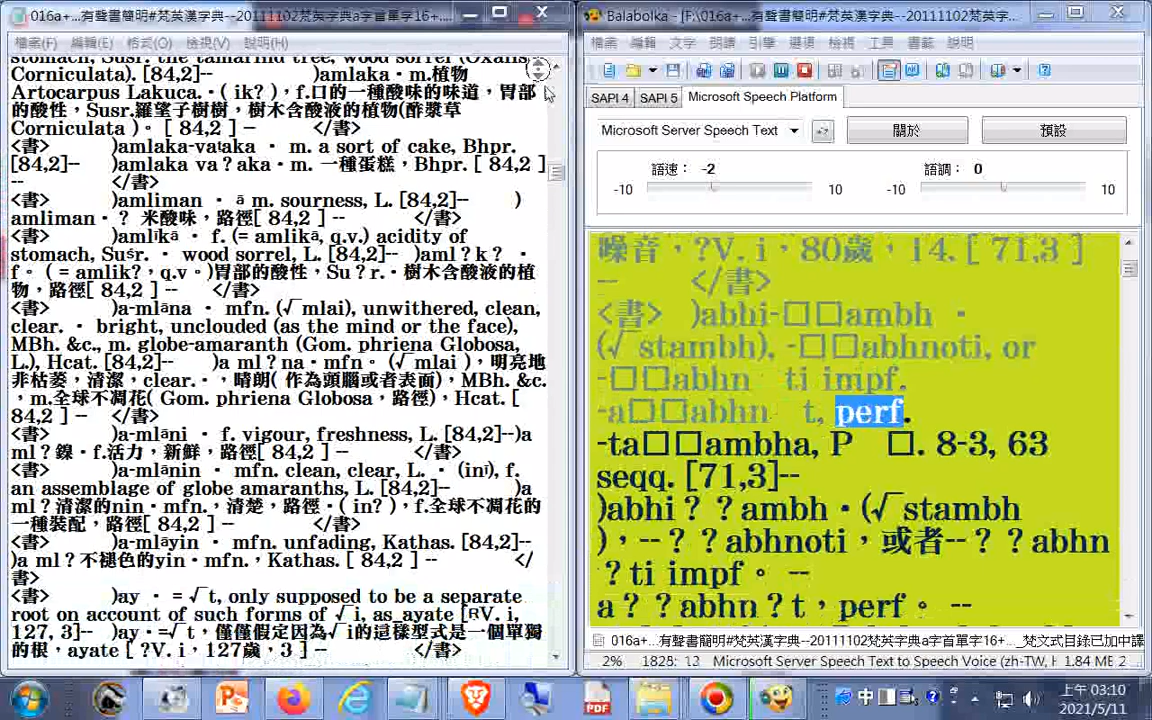 016a+...有聲書簡明#梵英漢字典--20111102梵英字典a字首單字16+...
檔案(F) 編輯(E) 格式(O) 檢視(V) 說明(H)
stomach, Susr. the tamarind tree, wood sorrel (Oxalis
Corniculata). [84,2]-- )amlaka·m.植物
Artocarpus Lakuca.·( ik? )，f.口的一種酸味的味道，胃部
的酸性，Susr.羅望子樹樹，樹木含酸液的植物(酢漿草
Corniculata )。 [ 84,2 ] -- </書>
<書> )amlaka-vaṭaka · m. a sort of cake, Bhpr.
[84,2]-- )amlaka va？aka·m. 一種蛋糕，Bhpr. [ 84,2 ]
-- </書>
<書> )amliman · ā m. sourness, L. [84,2]-- )
amliman·？ 米酸味，路徑[ 84,2 ] -- </書>
<書> )amlīkā · f. (= amlikā, q.v.) acidity of
stomach, Suśr. · wood sorrel, L. [84,2]-- )aml？k？·
f。 ( = amlik?，q.v。)胃部的酸性，Su？r.·樹木含酸液的植
物，路徑[ 84,2 ] -- </書>
<書> )a-mlāna · mfn. (√mlai), unwithered, clean,
clear. · bright, unclouded (as the mind or the face),
MBh. &c., m. globe-amaranth (Gom. phriena Globosa,
L.), Hcat. [84,2]-- )a ml？na·mfn。 (√mlai )，明亮地
非枯萎，清潔，clear.·，晴朗( 作為頭腦或者表面)，MBh. &c.
，m.全球不凋花( Gom. phriena Globosa，路徑)，Hcat. [
84,2 ] -- </書>
<書> )a-mlāni · f. vigour, freshness, L. [84,2]--)a
ml？鎳·f.活力，新鮮，路徑[ 84,2 ] -- </書>
<書> )a-mlānin · mfn. clean, clear, L. · (inī), f.
an assemblage of globe amaranths, L. [84,2]-- )a
ml？清潔的nin·mfn.，清楚，路徑·( in? )，f.全球不凋花的
一種裝配，路徑[ 84,2 ] -- </書>
<書> )a-mlāyin · mfn. unfading, Kathas. [84,2]--
)a ml？不褪色的yin·mfn.，Kathas. [ 84,2 ] -- </
書>
<書> )ay · = √t, only supposed to be a separate
root on account of such forms of √i, as ayate [ṛV. i,
127, 3]-- )ay·=√t，僅僅假定因為√i的這樣型式是一個單獨
的根，ayate [ ?V. i，127歲，3 ] -- </書>
Balabolka - [F:\016a+...有聲書簡明#梵英漢字典--20111102梵英字...
檔案 編輯 文字 朗讀 引擎 選項 檢視 工具 書籤 說明
SAPI 4 SAPI 5 Microsoft Speech Platform
Microsoft Server Speech Text 關於 預設
語速： -2 語調： 0
-10 10 -10 10
噪音，?V. i，80歲，14. [ 71,3 ]
-- </書>
<書> )abhi-□□ambh ·
(√stambh), -□□abhnoti, or
-□□abhn ti impf.
-a□□abhn t, perf.
-ta□□ambha, P □. 8-3, 63
seqq. [71,3]--
)abhi？？ambh·(√stambh
)，--？？abhnoti，或者--？？abhn
？ti impf。 --
a？？abhn？t，perf。 --
016a+...有聲書簡明#梵英漢字典--20111102梵英字典a字首單字16+..._梵文式目錄已加中譯
2% 1828: 13 Microsoft Server Speech Text to Speech Voice (zh-TW, H 1.84 MB 2
中 上午 03:10
2021/5/11